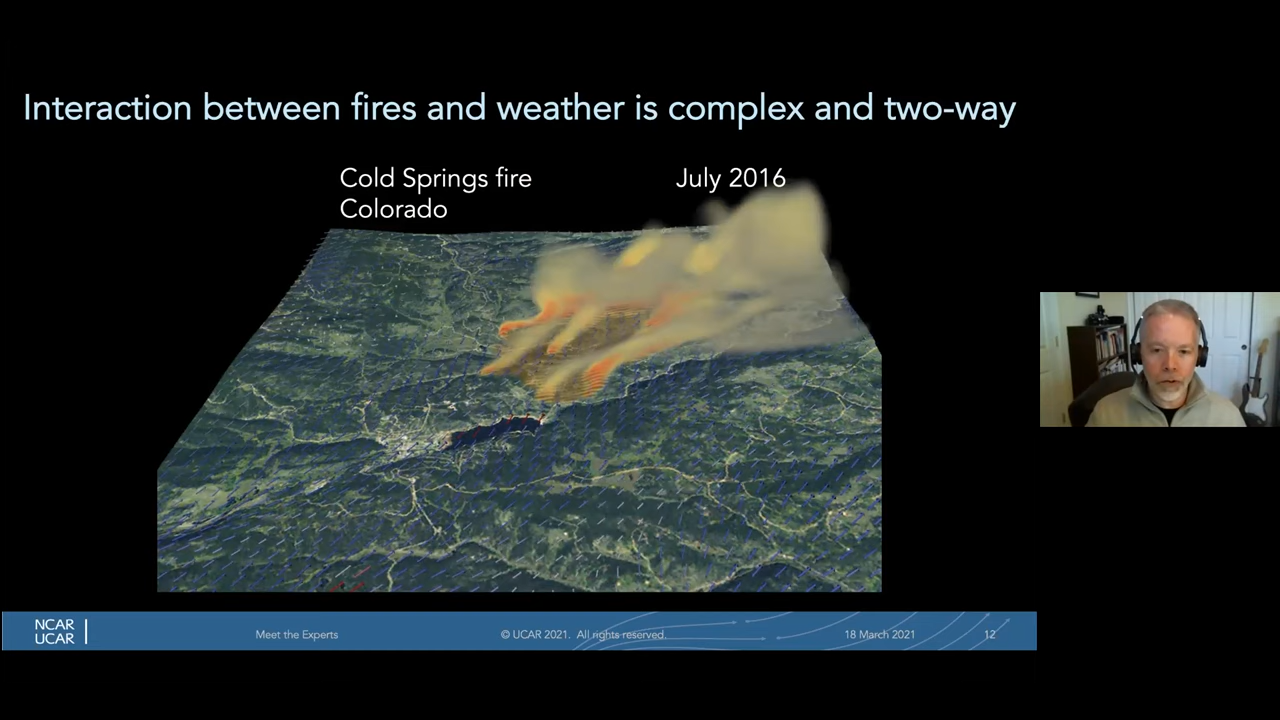 Interaction between fires and weather is complex and two-way
Cold Springs fire
Colorado
July 2016
NCAR
UCAR
Meet the Experts
© UCAR 2021. All rights reserved.
18 March 2021
12